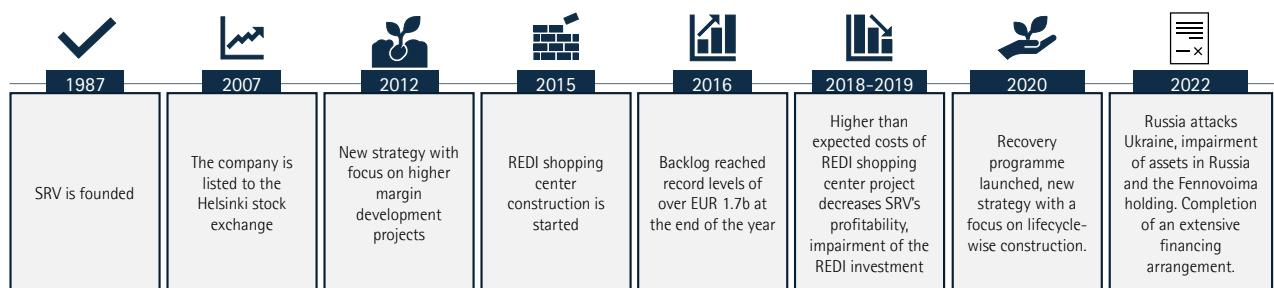 1987
SRV is founded
2007
The company is
listed to the
Helsinki stock
exchange
2012
New strategy with
focus on higher
margin
development
projects
2015
REDI shopping
center
construction is
started
2016
Backlog reached
record levels of
over EUR 1.7b at
the end of the year
2018-2019
Higher than
expected costs of
REDI shopping
center project
decreases SRV's
profitability,
impairment of the
REDI investment
2020
Recovery
programme
launched, new
strategy with a
focus on lifecycle-
wise construction.
2022
Russia attacks
Ukraine, impairment
of assets in Russia
and the Fennovoima
holding. Completion
of an extensive
financing
arrangement.